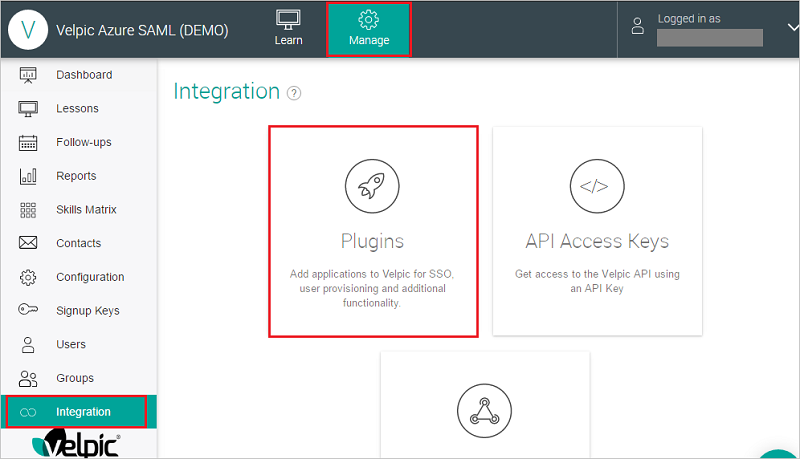 V
Velpic Azure SAML (DEMO)
Learn
Manage
Logged in as
Dashboard
Lessons
Follow-ups
Reports
Skills Matrix
Contacts
Configuration
Signup Keys
Users
Groups
Integration
velpic®
Integration ?
Plugins
Add applications to Velpic for SSO,
user provisioning and additional
functionality.
</>
API Access Keys
Get access to the Velpic API using
an API Key